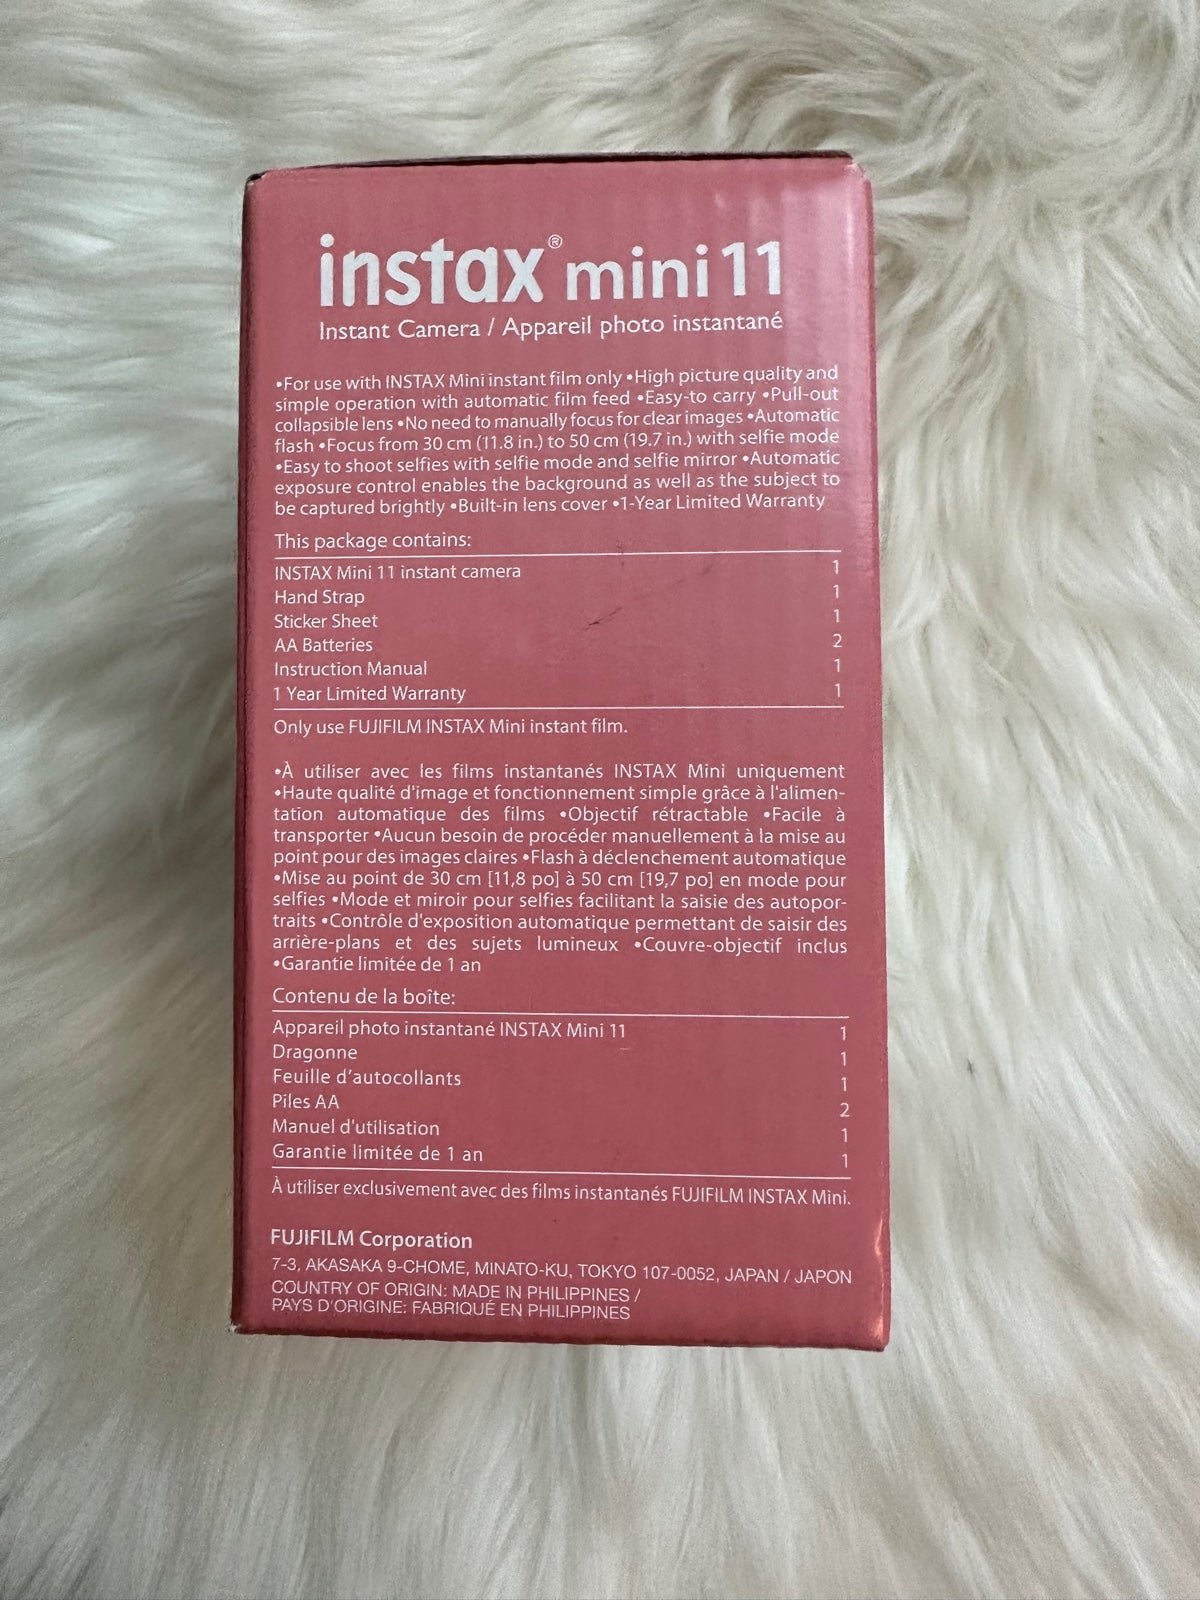 instax® mini 11
Instant Camera / Appareil photo instantané
•For use with INSTAX Mini instant film only •High picture quality and
simple operation with automatic film feed •Easy-to carry •Pull-out
collapsible lens •No need to manually focus for clear images •Automatic
flash •Focus from 30 cm (11.8 in.) to 50 cm (19.7 in.) with selfie mode
•Easy to shoot selfies with selfie mode and selfie mirror •Automatic
exposure control enables the background as well as the subject to
be captured brightly •Built-in lens cover •1-Year Limited Warranty
This package contains:
INSTAX Mini 11 instant camera 1
Hand Strap 1
Sticker Sheet 1
AA Batteries 2
Instruction Manual 1
1 Year Limited Warranty 1
Only use FUJIFILM INSTAX Mini instant film.
•À utiliser avec les films instantanés INSTAX Mini uniquement
•Haute qualité d'image et fonctionnement simple grâce à l'alimen-
tation automatique des films •Objectif rétractable •Facile à
transporter •Aucun besoin de procéder manuellement à la mise au
point pour des images claires •Flash à déclenchement automatique
•Mise au point de 30 cm [11,8 po] à 50 cm [19,7 po] en mode pour
selfies •Mode et miroir pour selfies facilitant la saisie des autopor-
traits •Contrôle d'exposition automatique permettant de saisir des
arrière-plans et des sujets lumineux •Couvre-objectif inclus
•Garantie limitée de 1 an
Contenu de la boîte:
Appareil photo instantané INSTAX Mini 11 1
Dragonne 1
Feuille d'autocollants 1
Piles AA 2
Manuel d'utilisation 1
Garantie limitée de 1 an 1
À utiliser exclusivement avec des films instantanés FUJIFILM INSTAX Mini.
FUJIFILM Corporation
7-3, AKASAKA 9-CHOME, MINATO-KU, TOKYO 107-0052, JAPAN / JAPON
COUNTRY OF ORIGIN: MADE IN PHILIPPINES /
PAYS D'ORIGINE: FABRIQUÉ EN PHILIPPINES